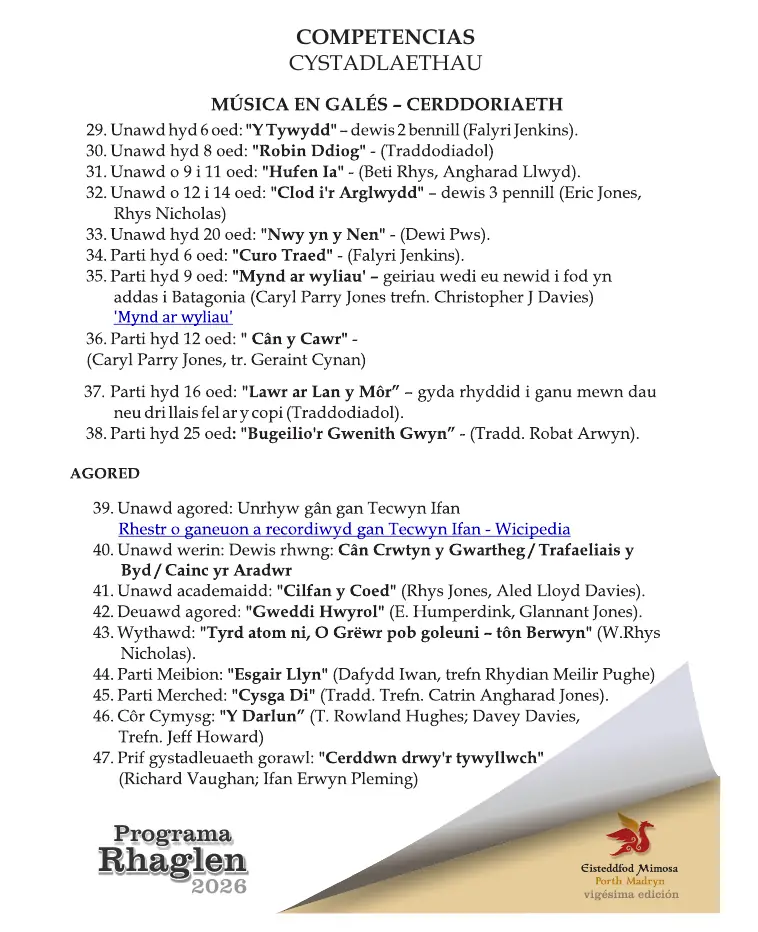 COMPETENCIAS
CYSTADLAETHAU
MÚSICA EN GALÉS – CERDDORIAETH
29. Unawd hyd 6 oed: "Y Tywydd" – dewis 2 bennill (Falyri Jenkins).
30. Unawd hyd 8 oed: "Robin Ddiog" - (Traddodiadol)
31. Unawd o 9 i 11 oed: "Hufen Ia" - (Beti Rhys, Angharad Llwyd).
32. Unawd o 12 i 14 oed: "Clod i'r Arglwydd" – dewis 3 pennill (Eric Jones,
Rhys Nicholas)
33. Unawd hyd 20 oed: "Nwy yn y Nen" - (Dewi Pws).
34. Parti hyd 6 oed: "Curo Traed" - (Falyri Jenkins).
35. Parti hyd 9 oed: "Mynd ar wyliau' – geiriau wedi eu newid i fod yn
addas i Batagonia (Caryl Parry Jones trefn. Christopher J Davies)
'Mynd ar wyliau'
36. Parti hyd 12 oed: " Cân y Cawr" -
(Caryl Parry Jones, tr. Geraint Cynan)
37. Parti hyd 16 oed: "Lawr ar Lan y Môr” – gyda rhyddid i ganu mewn dau
neu dri llais fel ar y copi (Traddodiadol).
38. Parti hyd 25 oed: "Bugeilio'r Gwenith Gwyn” - (Tradd. Robat Arwyn).
AGORED
39. Unawd agored: Unrhyw gân gan Tecwyn Ifan
Rhestr o ganeuon a recordiwyd gan Tecwyn Ifan - Wicipedia
40. Unawd werin: Dewis rhwng: Cân Crwtyn y Gwartheg / Trafaeliais y
Byd / Cainc yr Aradwr
41. Unawd academaidd: "Cilfan y Coed" (Rhys Jones, Aled Lloyd Davies).
42. Deuawd agored: "Gweddi Hwyrol" (E. Humperdink, Glannant Jones).
43. Wythawd: "Tyrd atom ni, O Grëwr pob goleuni – tôn Berwyn" (W.Rhys
Nicholas).
44. Parti Meibion: "Esgair Llyn" (Dafydd Iwan, trefn Rhydian Meilir Pughe)
45. Parti Merched: "Cysga Di" (Tradd. Trefn. Catrin Angharad Jones).
46. Côr Cymysg: "Y Darlun” (T. Rowland Hughes; Davey Davies,
Trefn. Jeff Howard)
47. Prif gystadleuaeth gorawl: "Cerddwn drwy'r tywyllwch"
(Richard Vaughan; Ifan Erwyn Pleming)
Programa
Rhaglen
2026
Eisteddfod Mimosa
Porth Madryn
vigésima edición